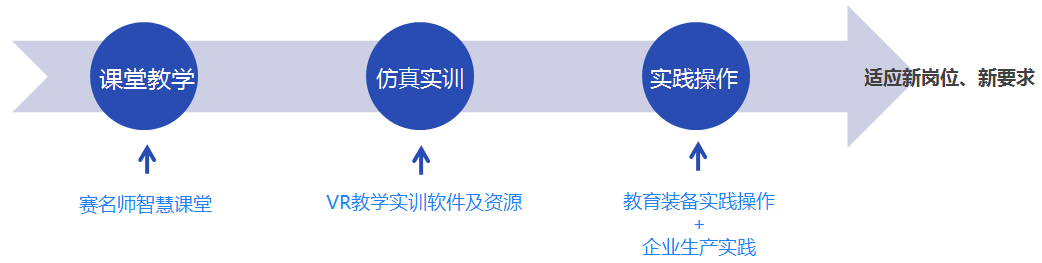 课堂教学
仿真实训
实践操作
适应新岗位、新要求
赛名师智慧课堂
VR教学实训软件及资源
教育装备实践操作
+
企业生产实践